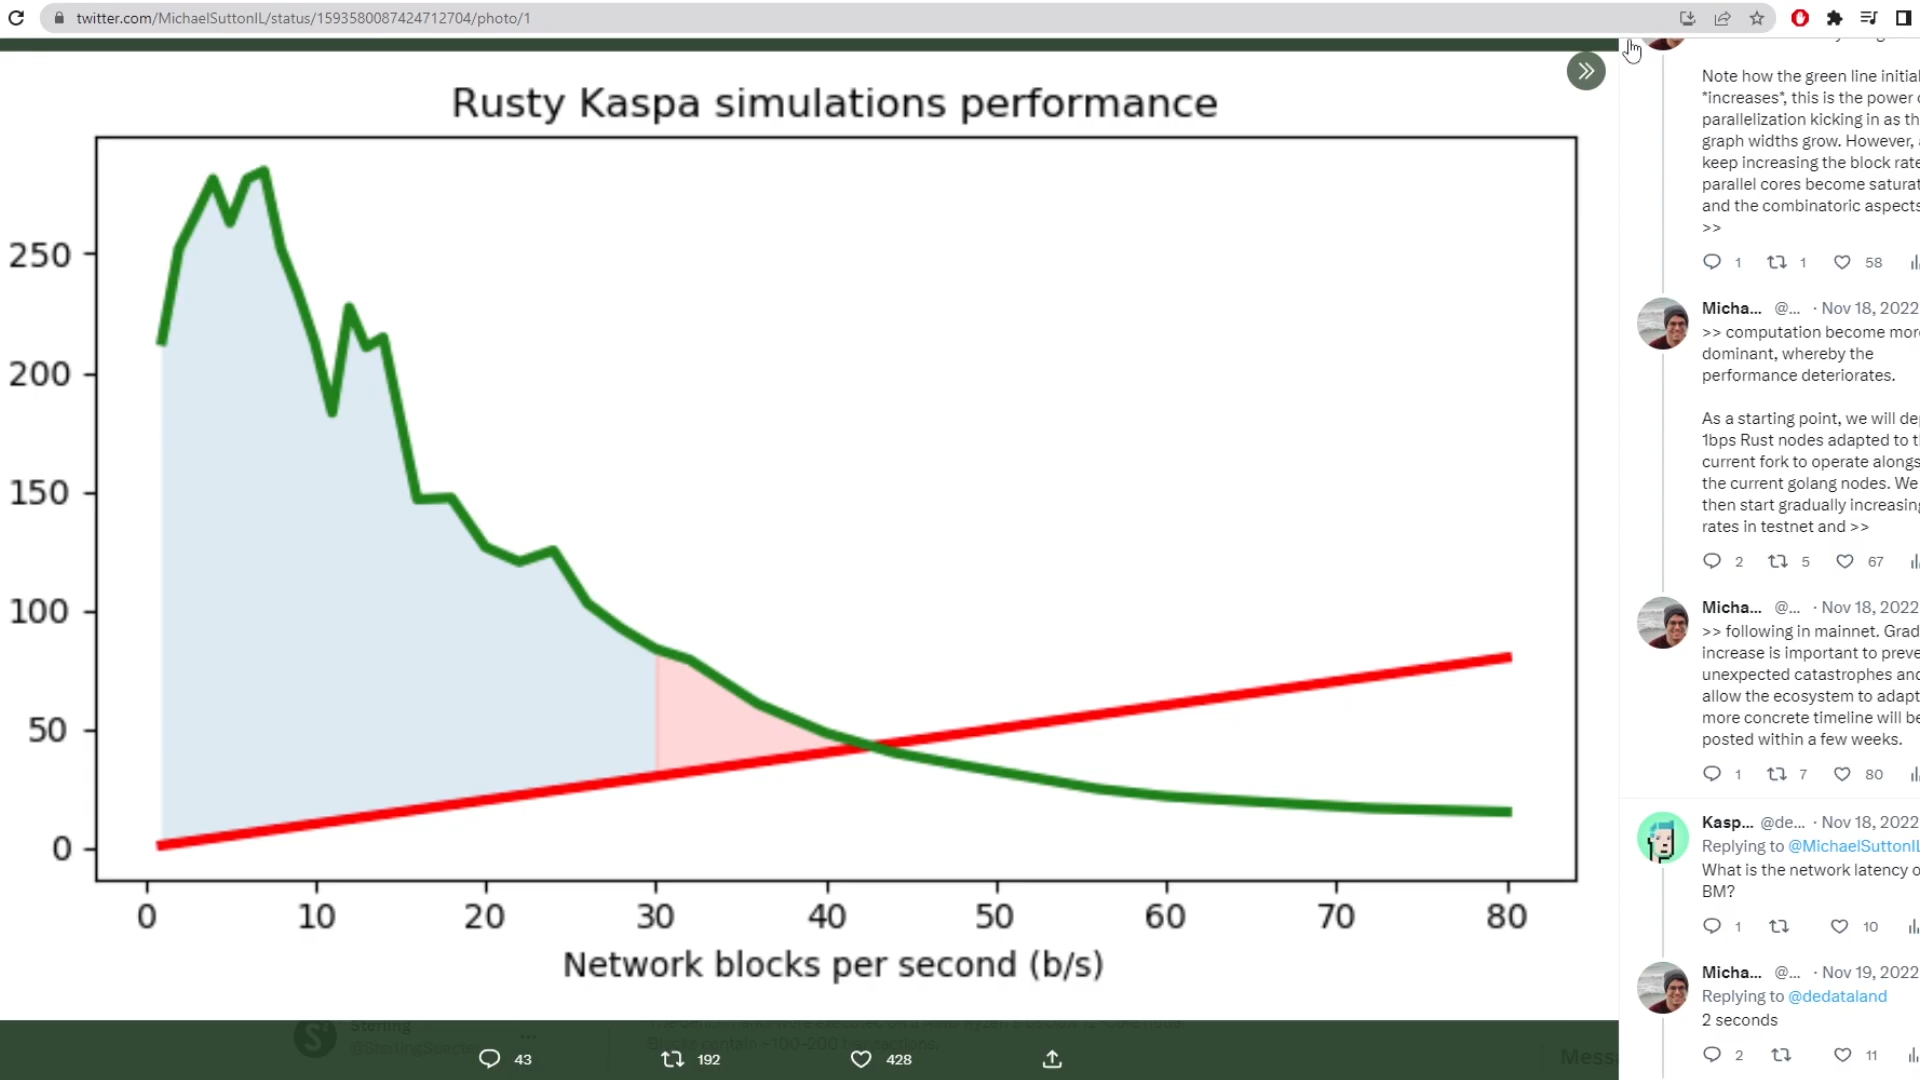 twitter.com/MichaelSuttonIL/status/1593580087424712704/photo/1
Rusty Kaspa simulations performance
250
200
150
100
50
0
0 10 20 30 40 50 60 70 80
Network blocks per second (b/s)
43 192 428
Note how the green line initial
*increases*, this is the power
parallelization kicking in as th
graph widths grow. However,
keep increasing the block rate
parallel cores become saturat
and the combinatoric aspects
>>
1 1 58
Micha... @... · Nov 18, 2022
>> computation become more
dominant, whereby the
performance deteriorates.
As a starting point, we will de
1bps Rust nodes adapted to t
current fork to operate alongs
the current golang nodes. We
then start gradually increasing
rates in testnet and >>
2 5 67
Micha... @... · Nov 18, 2022
>> following in mainnet. Grad
increase is important to preve
unexpected catastrophes and
allow the ecosystem to adapt
more concrete timeline will be
posted within a few weeks.
1 7 80
Kasp... @de... · Nov 18, 2022
Replying to @MichaelSuttonIL
What is the network latency o
BM?
1 10
Micha... @... · Nov 19, 2022
Replying to @dedataland
2 seconds
2 11